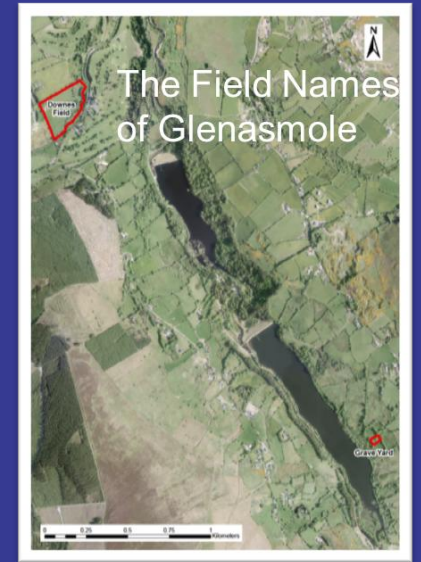 N
The Field Names
of Glenasmole
Downes
Field
Grave Yard
0 0.25 0.5 0.75 1
Kilometers